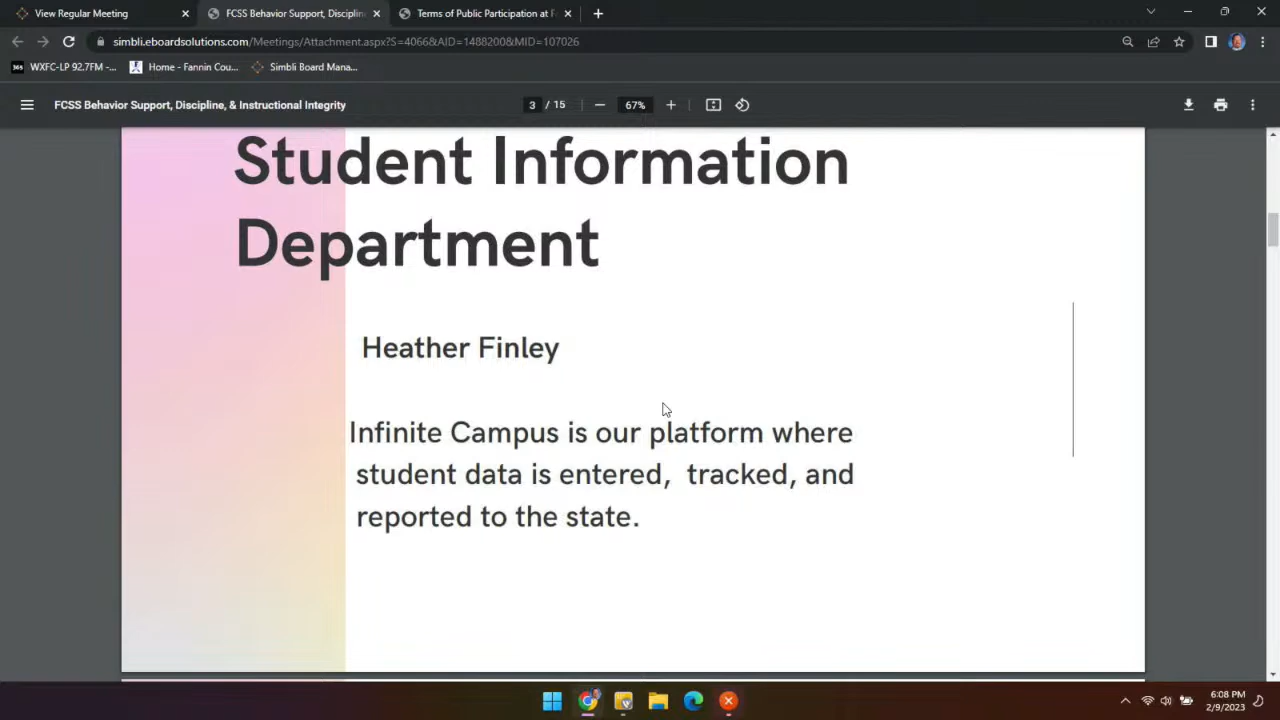 View Regular Meeting
FCSS Behavior Support, Disciplin
Terms of Public Participation at
simbli.eboardsolutions.com/Meetings/Attachment.aspx?S=4066&AID=1488200&MID=107026
WXFC-LP 92.7FM -...
Home - Fannin Cou...
Simbli Board Mana...
FCSS Behavior Support, Discipline, & Instructional Integrity
3 / 15
67%
Student Information
Department
Heather Finley
Infinite Campus is our platform where
student data is entered, tracked, and
reported to the state.
6:08 PM
2/9/2023